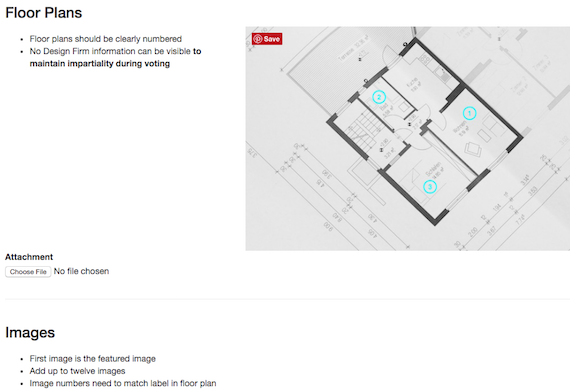 Floor Plans
• Floor plans should be clearly numbered
• No Design Firm information can be visible to
maintain impartiality during voting
Save
2
1
3
Attachment
Choose File No file chosen
Images
• First image is the featured image
• Add up to twelve images
• Image numbers need to match label in floor plan